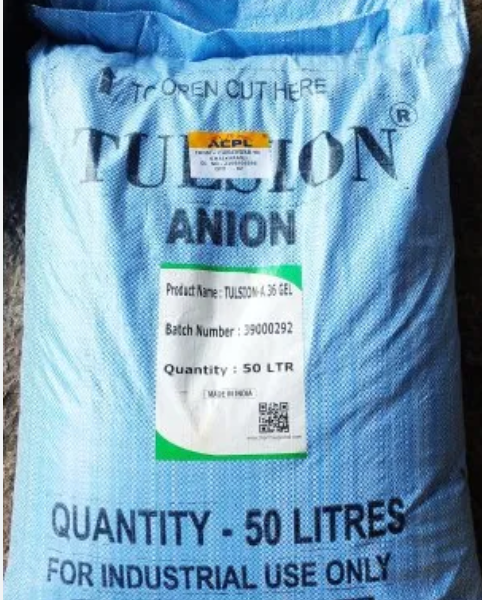 TO OPEN CUT HERE
TULSION®
ACPL
ANION
Product Name : TULSION-A 36 GEL
Batch Number : 39000292
Quantity : 50 LTR
MADE IN INDIA
QUANTITY - 50 LITRES
FOR INDUSTRIAL USE ONLY